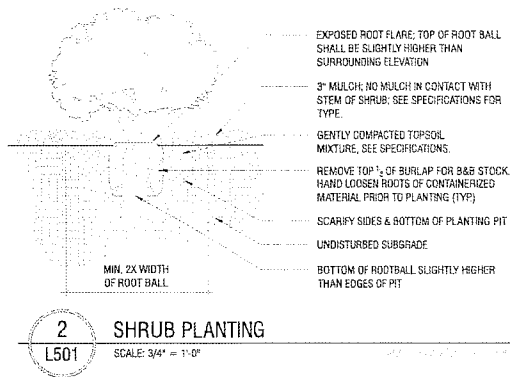 EXPOSED ROOT FLARE; TOP OF ROOT BALL
SHALL BE SLIGHTLY HIGHER THAN
SURROUNDING ELEVATION
3" MULCH; NO MULCH IN CONTACT WITH
STEM OF SHRUB; SEE SPECIFICATIONS FOR
TYPE.
GENTLY COMPACTED TOPSOIL
MIXTURE, SEE SPECIFICATIONS.
REMOVE TOP OF BURLAP FOR B&B STOCK.
HAND LOOSEN ROOTS OF CONTAINERIZED
MATERIAL PRIOR TO PLANTING (TYP)
SCARIFY SIDES & BOTTOM OF PLANTING PIT
UNDISTURBED SUBGRADE
BOTTOM OF ROOTBALL SLIGHTLY HIGHER
THAN EDGES OF PIT
MIN. 2X WIDTH
OF ROOT BALL
2
L501
SHRUB PLANTING
SCALE: 3/4" = 1'-0"